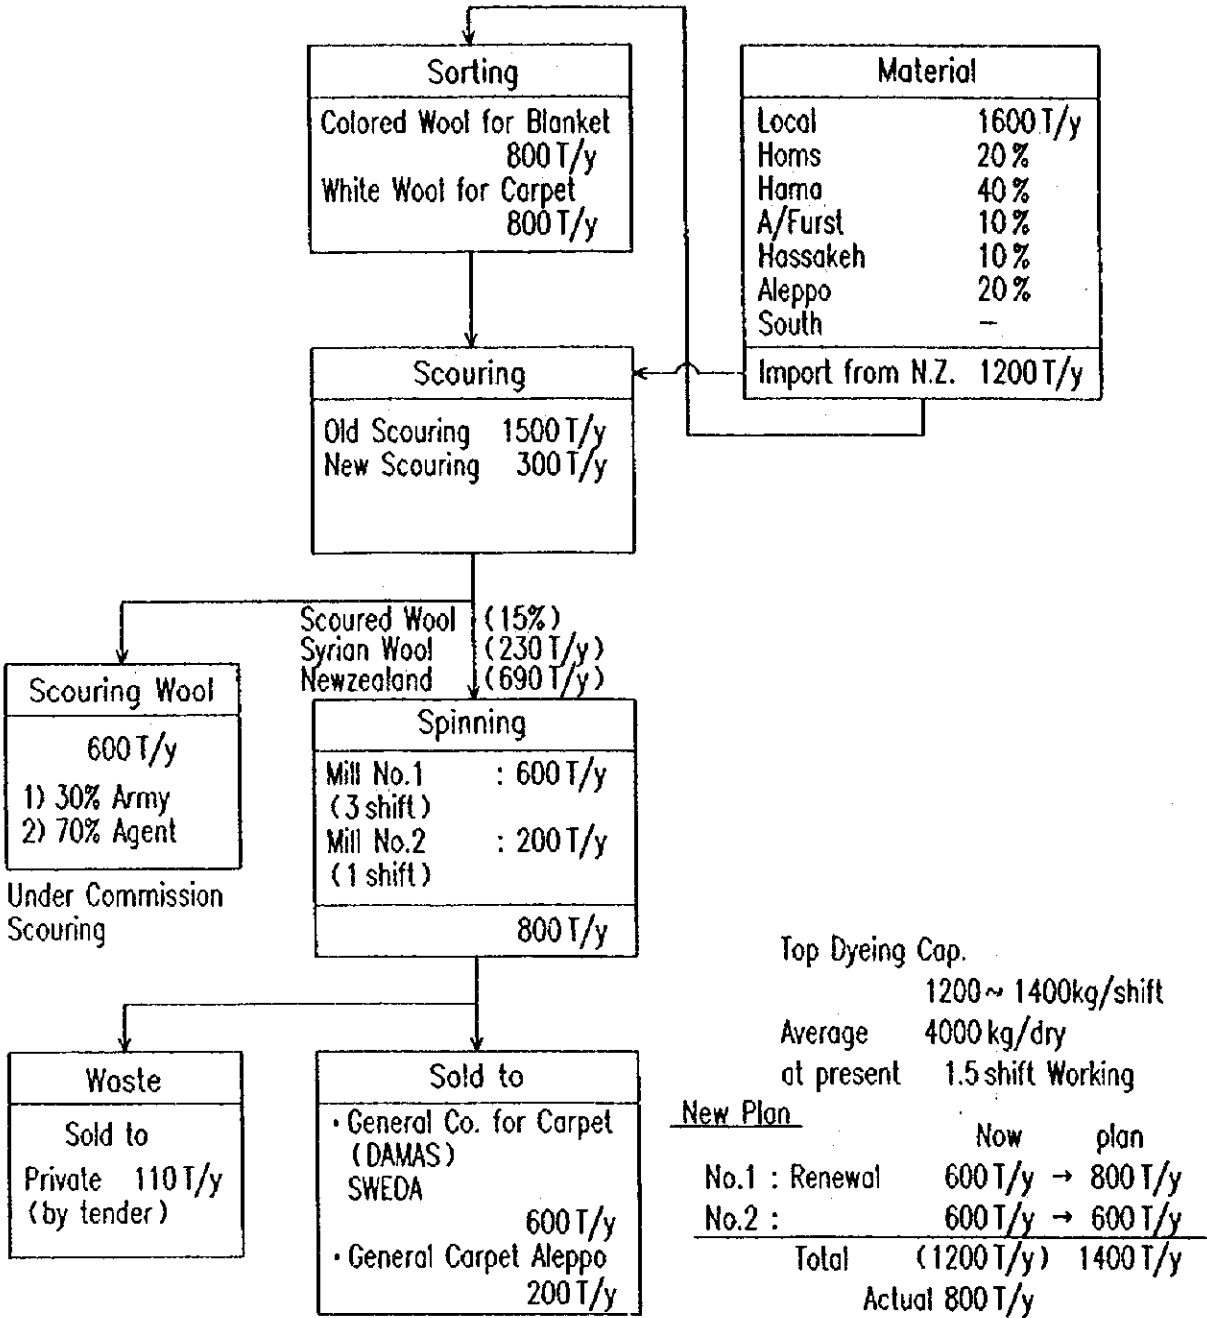 Sorting
Colored Wool for Blanket
800 T/y
White Wool for Carpet
800 T/y
Material
Local 1600 T/y
Homs 20%
Hama 40%
A/Furst 10%
Hassakeh 10%
Aleppo 20%
South –
Import from N.Z. 1200 T/y
Scouring
Old Scouring 1500 T/y
New Scouring 300 T/y
Scoured Wool (15%)
Syrian Wool (230 T/y)
Newzealand (690 T/y)
Scouring Wool
600 T/y
1) 30% Army
2) 70% Agent
Under Commission
Scouring
Spinning
Mill No.1 : 600 T/y
(3 shift)
Mill No.2 : 200 T/y
(1 shift)
800 T/y
Waste
Sold to
Private 110 T/y
(by tender)
Sold to
・General Co. for Carpet
(DAMAS)
SWEDA
600 T/y
・General Carpet Aleppo
200 T/y
Top Dyeing Cap.
1200~ 1400kg/shift
Average 4000 kg/dry
at present 1.5 shift Working
New Plan
Now plan
No.1 : Renewal 600 T/y → 800 T/y
No.2 : 600 T/y → 600 T/y
Total (1200 T/y) 1400 T/y
Actual 800 T/y